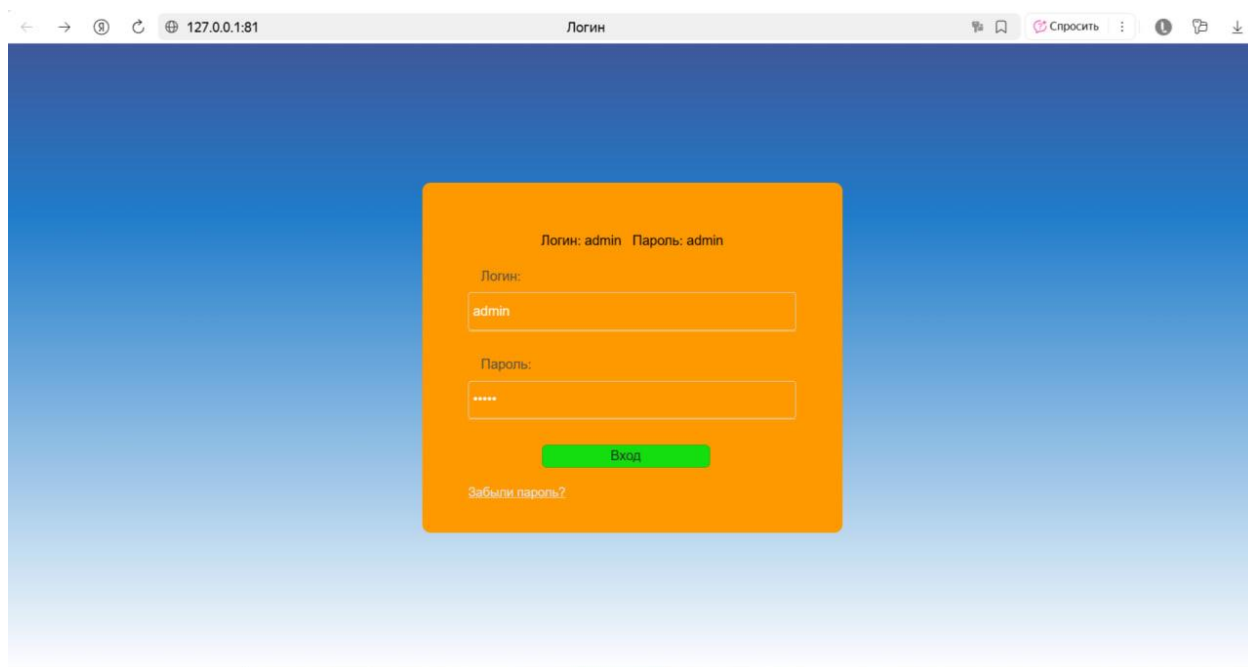 127.0.0.1:81 Логин Спросить
Логин: admin Пароль: admin
Логин:
admin
Пароль:
•••••
Вход
Забыли пароль?